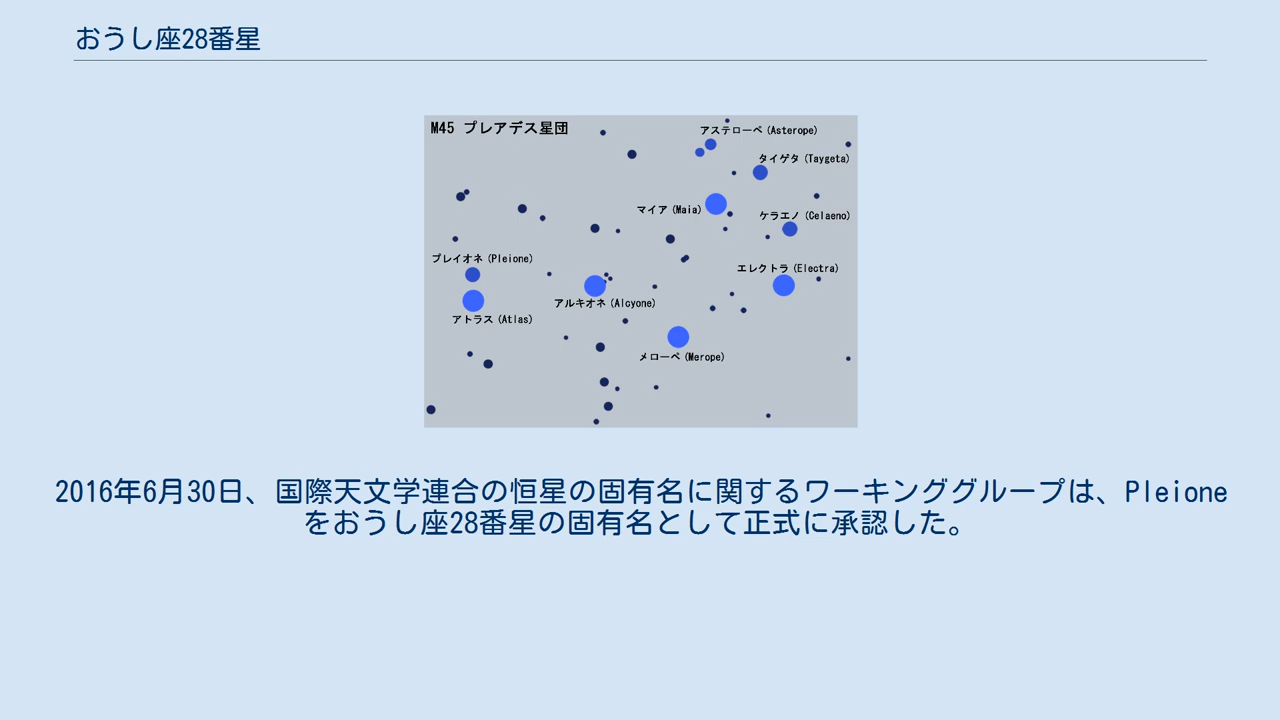 おうし座28番星
M45 プレアデス星団
アステローペ (Asterope)
タイゲタ (Taygeta)
マイア (Maia)
ケラエノ (Celaeno)
プレイオネ (Pleione)
エレクトラ (Electra)
アルキオネ (Alcyone)
アトラス (Atlas)
メローペ (Merope)
2016年6月30日、国際天文学連合の恒星の固有名に関するワーキンググループは、Pleione
をおうし座28番星の固有名として正式に承認した。